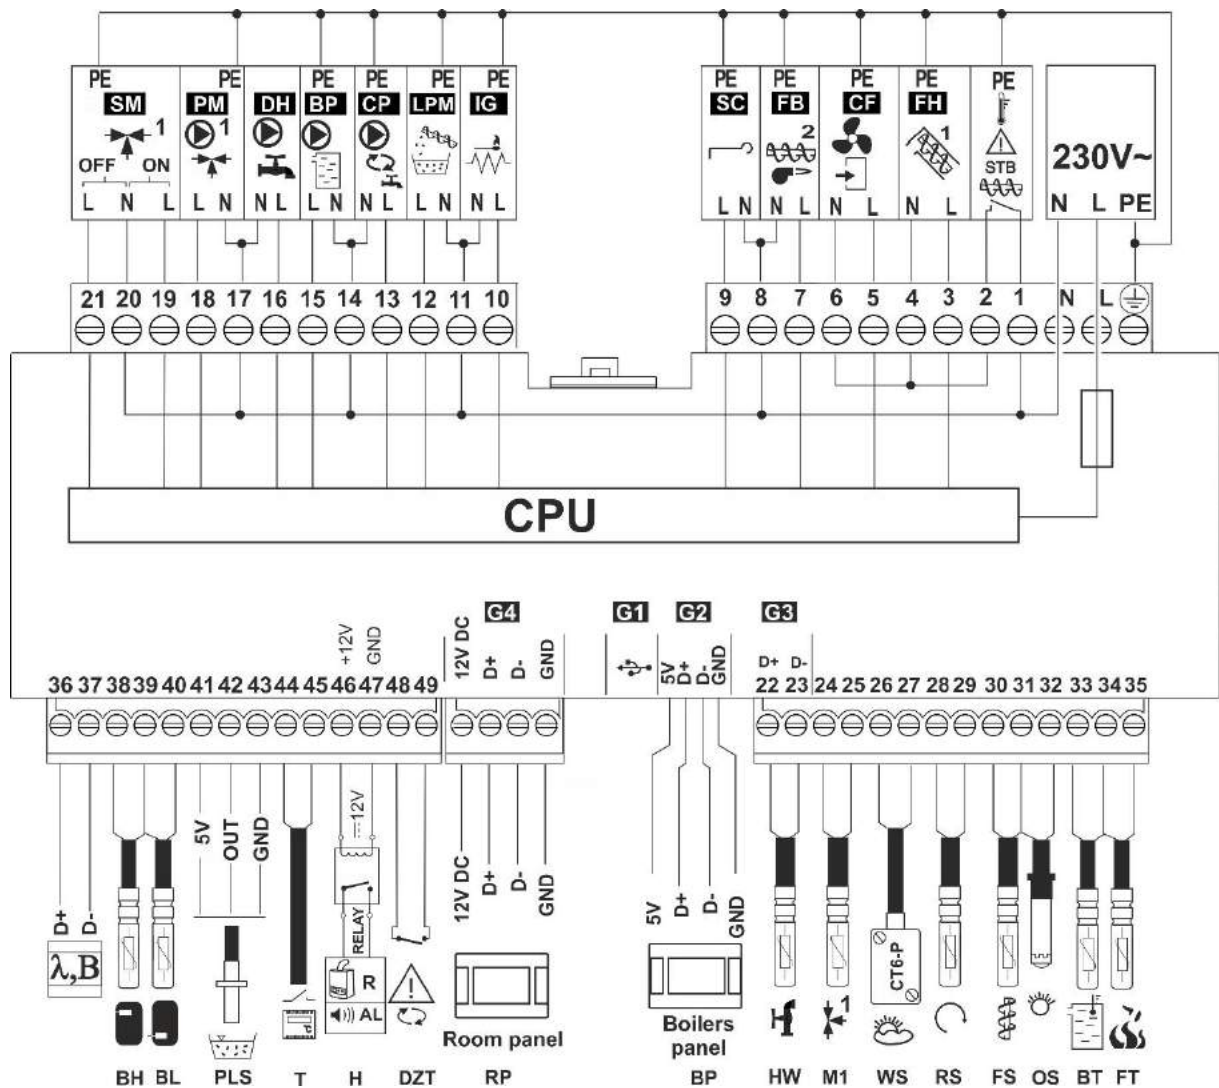 PE PE PE PE PE PE PE PE PE PE PE
SM PM DH BP CP LPM IG SC FB CF FH
1 1 2 1
OFF ON STB 230V~
L N L L N N L L N N L L N N L L N N L N L N L N L PE
21 20 19 18 17 16 15 14 13 12 11 10 9 8 7 6 5 4 3 2 1 N L
CPU
G4 G1 G2 G3
+12V GND 12V DC D+ D- GND 5V D+ D- GND D+ D-
36 37 38 39 40 41 42 43 44 45 46 47 48 49 22 23 24 25 26 27 28 29 30 31 32 33 34 35
12V
5V OUT GND
12V DC D+ D- GND
5V D+ D- GND
D+ D-
RELAY
λ,B
CT6-P
R
AL
°C
1
Room panel
Boilers
panel
BH BL PLS T H DZT RP BP HW M1 WS RS FS OS BT FT